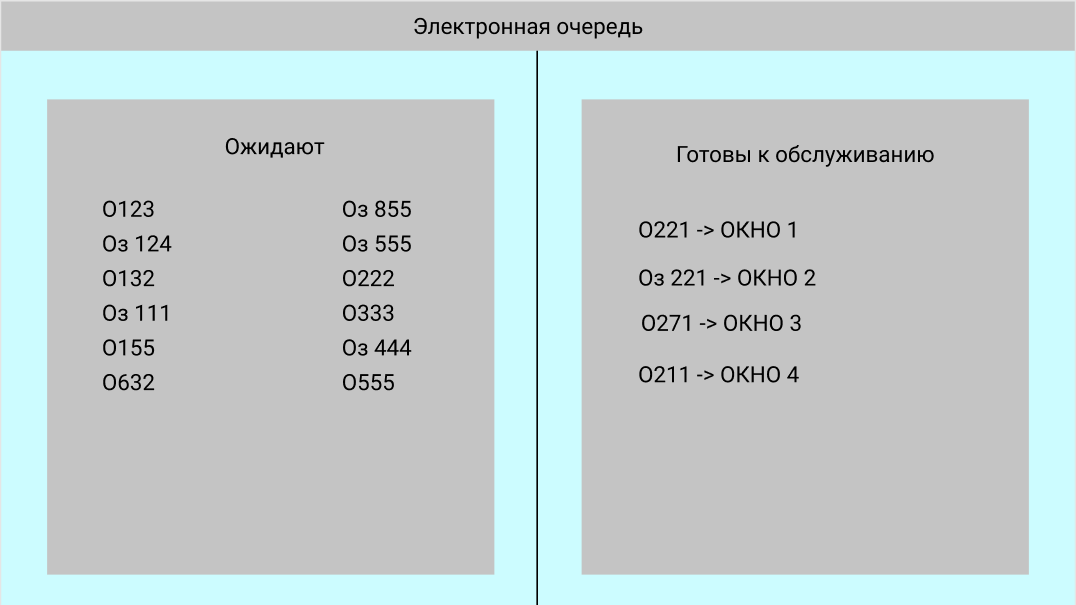 Электронная очередь
Ожидают
О123
Оз 124
О132
Оз 111
О155
О632
Оз 855
Оз 555
О222
О333
Оз 444
О555
Готовы к обслуживанию
О221 -> ОКНО 1
Оз 221 -> ОКНО 2
О271 -> ОКНО 3
О211 -> ОКНО 4